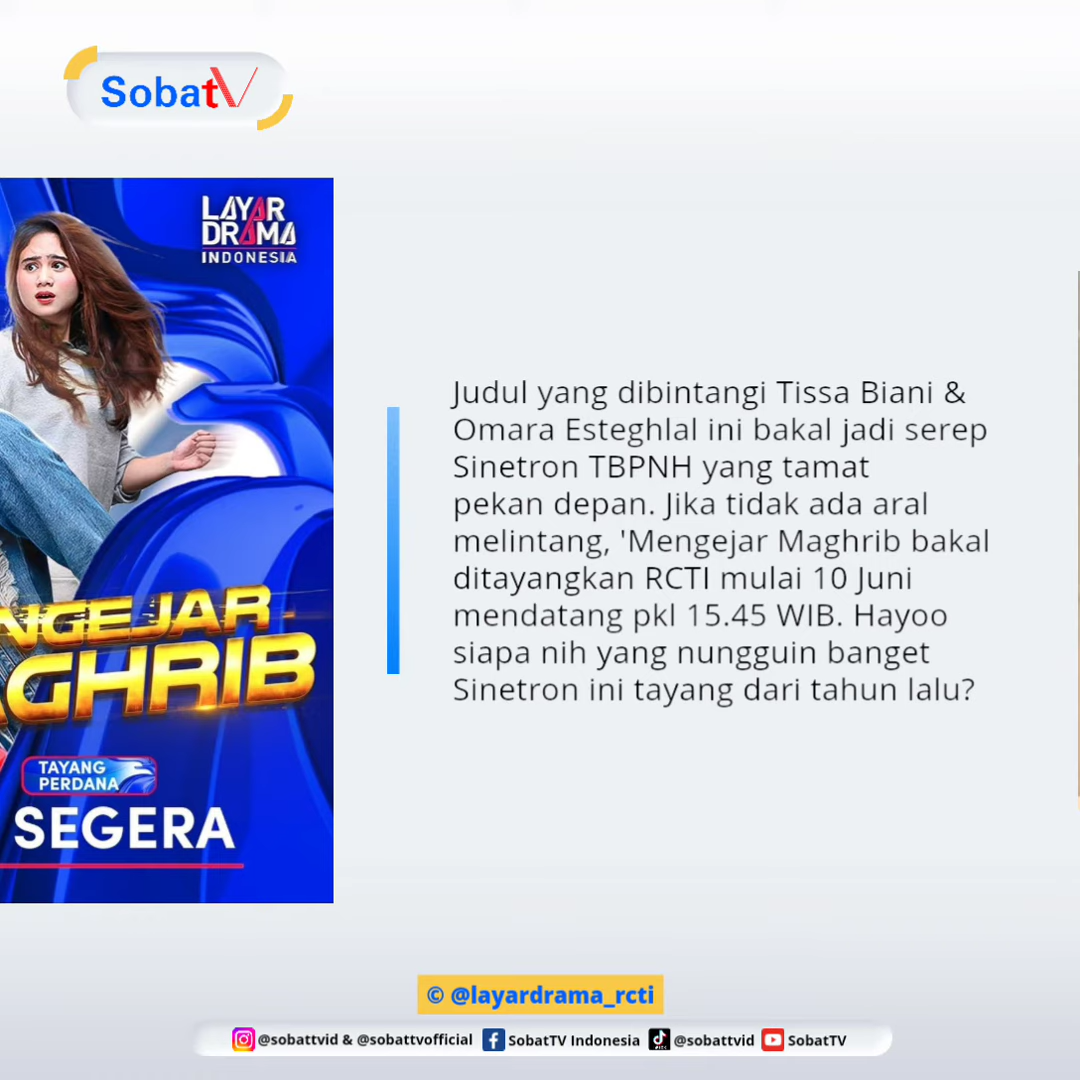 SobatV
LAYAR
DRAMA
INDONESIA
NGEJAR
AGHRIB
TAYANG
PERDANA
SEGERA
Judul yang dibintangi Tissa Biani &
Omara Esteghlal ini bakal jadi serep
Sinetron TBPNH yang tamat
pekan depan. Jika tidak ada aral
melintang, 'Mengejar Maghrib bakal
ditayangkan RCTI mulai 10 Juni
mendatang pkl 15.45 WIB. Hayoo
siapa nih yang nungguin banget
Sinetron ini tayang dari tahun lalu?
© @layardrama_rcti
@sobattvid & @sobattvofficial SobatTV Indonesia @sobattvid SobatTV